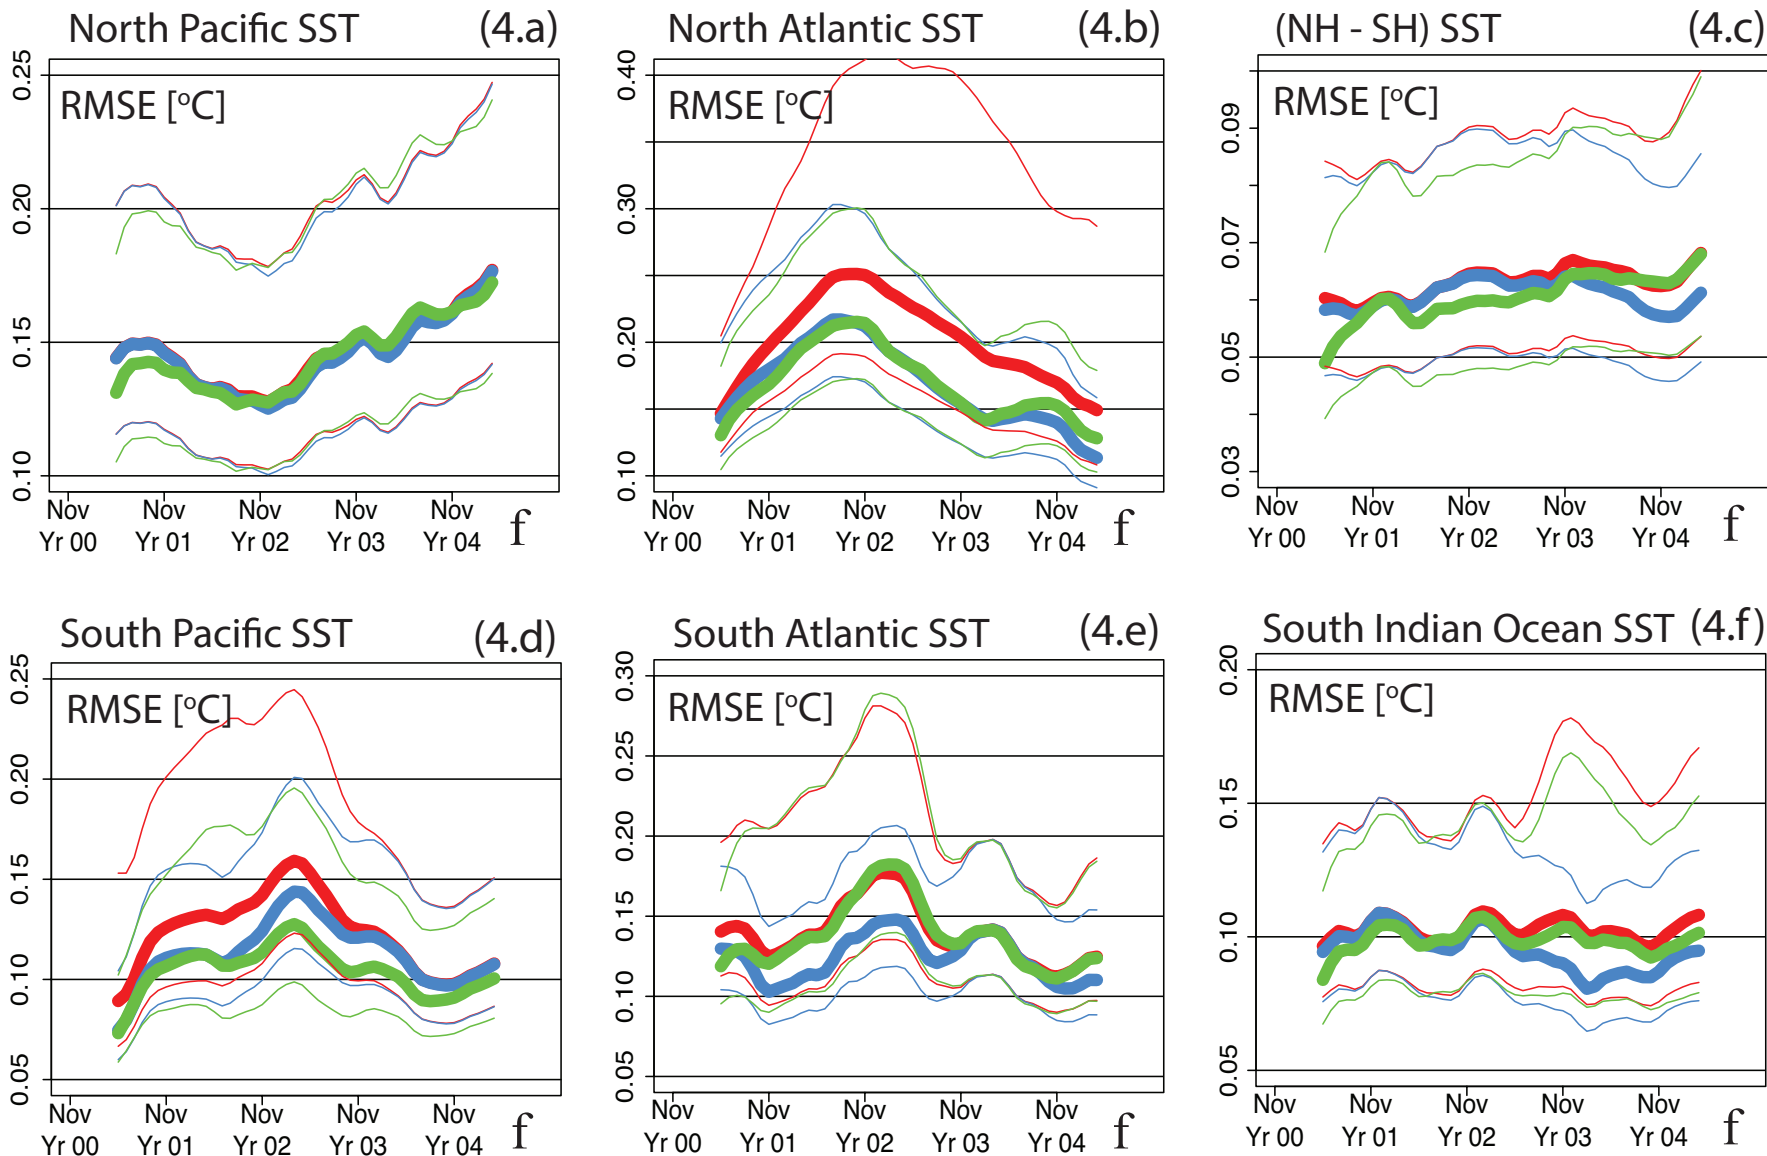 North Pacific SST (4.a)
RMSE [°C]
0.25
0.20
0.15
0.10
Nov Nov Nov Nov Nov
Yr 00 Yr 01 Yr 02 Yr 03 Yr 04 f
North Atlantic SST (4.b)
RMSE [°C]
0.40
0.30
0.20
0.10
Nov Nov Nov Nov Nov
Yr 00 Yr 01 Yr 02 Yr 03 Yr 04 f
(NH - SH) SST (4.c)
RMSE [°C]
0.09
0.07
0.05
0.03
Nov Nov Nov Nov Nov
Yr 00 Yr 01 Yr 02 Yr 03 Yr 04 f
South Pacific SST (4.d)
RMSE [°C]
0.25
0.20
0.15
0.10
0.05
Nov Nov Nov Nov Nov
Yr 00 Yr 01 Yr 02 Yr 03 Yr 04 f
South Atlantic SST (4.e)
RMSE [°C]
0.30
0.25
0.20
0.15
0.10
0.05
Nov Nov Nov Nov Nov
Yr 00 Yr 01 Yr 02 Yr 03 Yr 04 f
South Indian Ocean SST (4.f)
RMSE [°C]
0.20
0.15
0.10
0.05
Nov Nov Nov Nov Nov
Yr 00 Yr 01 Yr 02 Yr 03 Yr 04 f